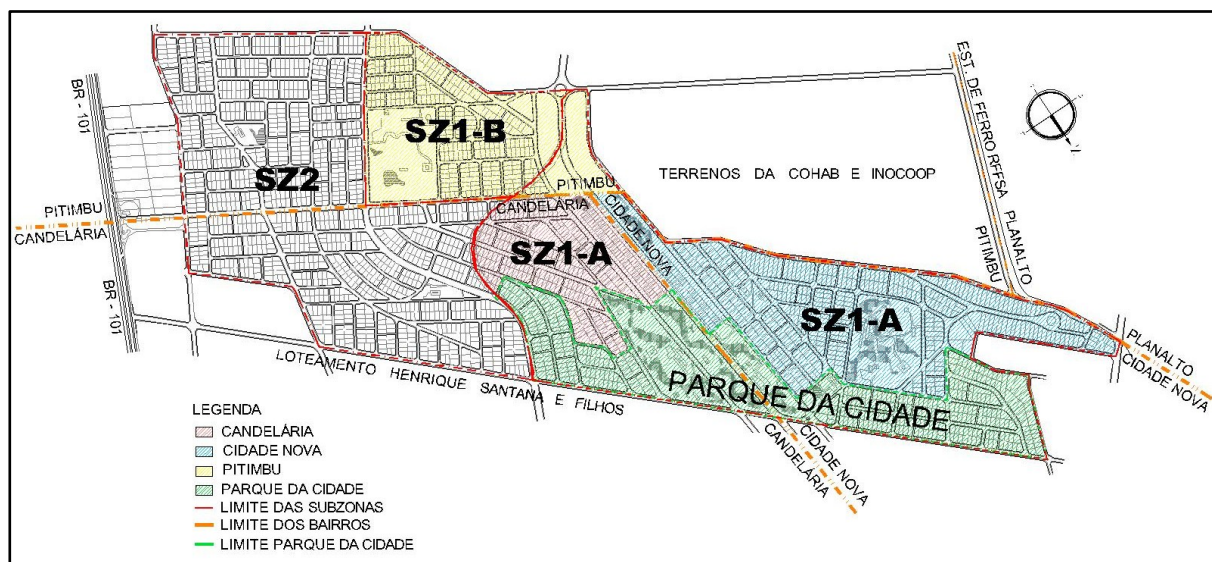 BR - 101
SZ2
SZ1-B
EST. DE FERRO RFFSA
PLANALTO
PITIMBU
TERRENOS DA COHAB E INOCOOP
PITIMBU
CANDELÁRIA
PITIMBU
CANDELÁRIA
CIDADE NOVA
SZ1-A
SZ1-A
BR - 101
PLANALTO
CIDADE NOVA
LOTEAMENTO HENRIQUE SANTANA E FILHOS
PARQUE DA CIDADE
CIDADE NOVA
CANDELÁRIA
LEGENDA
CANDELÁRIA
CIDADE NOVA
PITIMBU
PARQUE DA CIDADE
LIMITE DAS SUBZONAS
LIMITE DOS BAIRROS
LIMITE PARQUE DA CIDADE